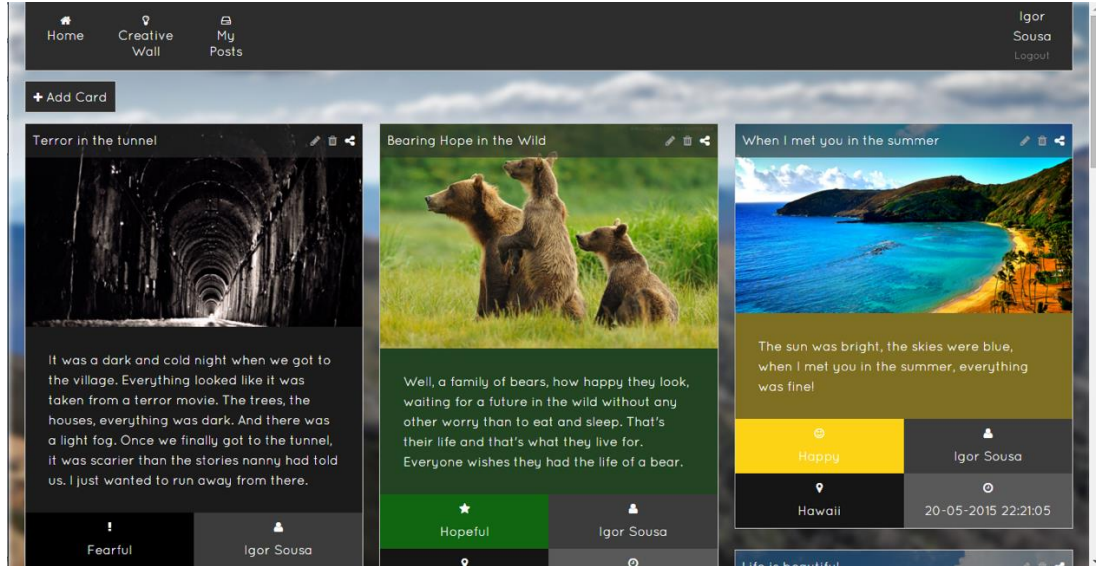 Home
Creative
Wall
My
Posts
Igor
Sousa
Logout
+ Add Card
Terror in the tunnel
It was a dark and cold night when we got to
the village. Everything looked like it was
taken from a terror movie. The trees, the
houses, everything was dark. And there was
a light fog. Once we finally got to the tunnel,
it was scarier than the stories nanny had told
us. I just wanted to run away from there.
Fearful
Igor Sousa
Bearing Hope in the Wild
Well, a family of bears, how happy they look,
waiting for a future in the wild without any
other worry than to eat and sleep. That's
their life and that's what they live for.
Everyone wishes they had the life of a bear.
Hopeful
Igor Sousa
When I met you in the summer
The sun was bright, the skies were blue,
when I met you in the summer, everything
was fine!
Happy
Igor Sousa
Hawaii
20-05-2015 22:21:05
Life is beautiful